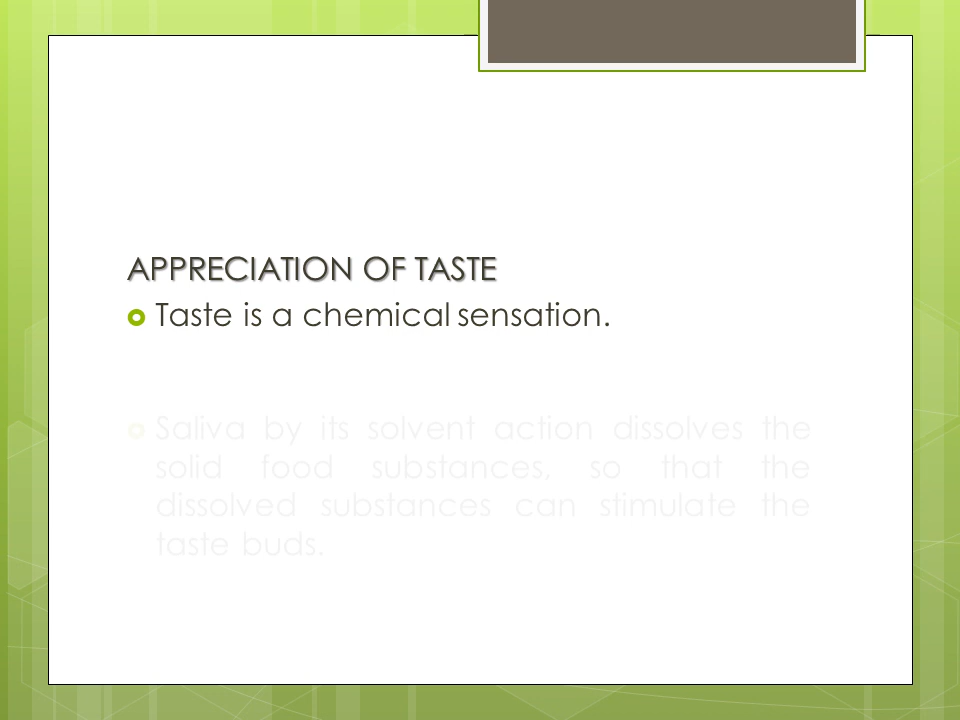 APPRECIATION OF TASTE
Taste is a chemical sensation.
Saliva by its solvent action dissolves the
solid food substances, so that the
dissolved substances can stimulate the
taste buds.